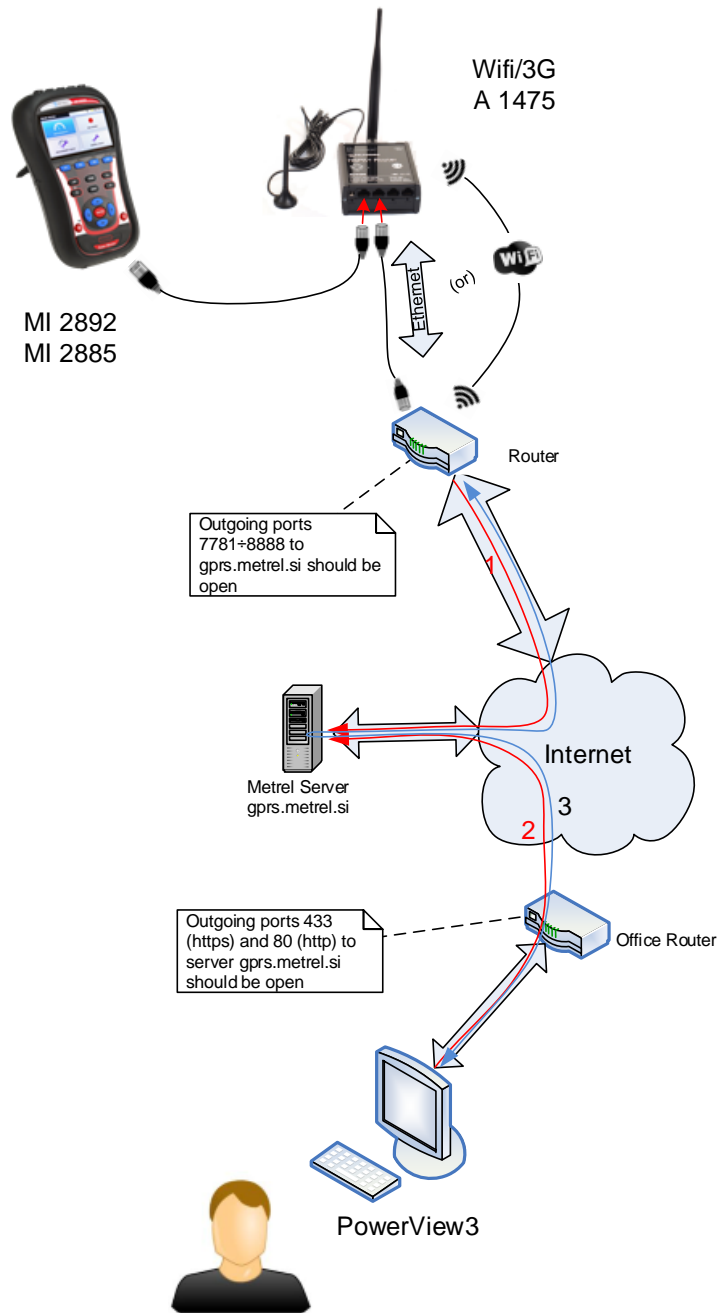 Wifi/3G
A 1475
WiFi
Ethernet
(or)
MI 2892
MI 2885
Router
Outgoing ports
7781÷8888 to
gprs.metrel.si should be
open
1
Internet
Metrel Server
gprs.metrel.si
3
2
Outgoing ports 433
(https) and 80 (http) to
server gprs.metrel.si
should be open
Office Router
PowerView3